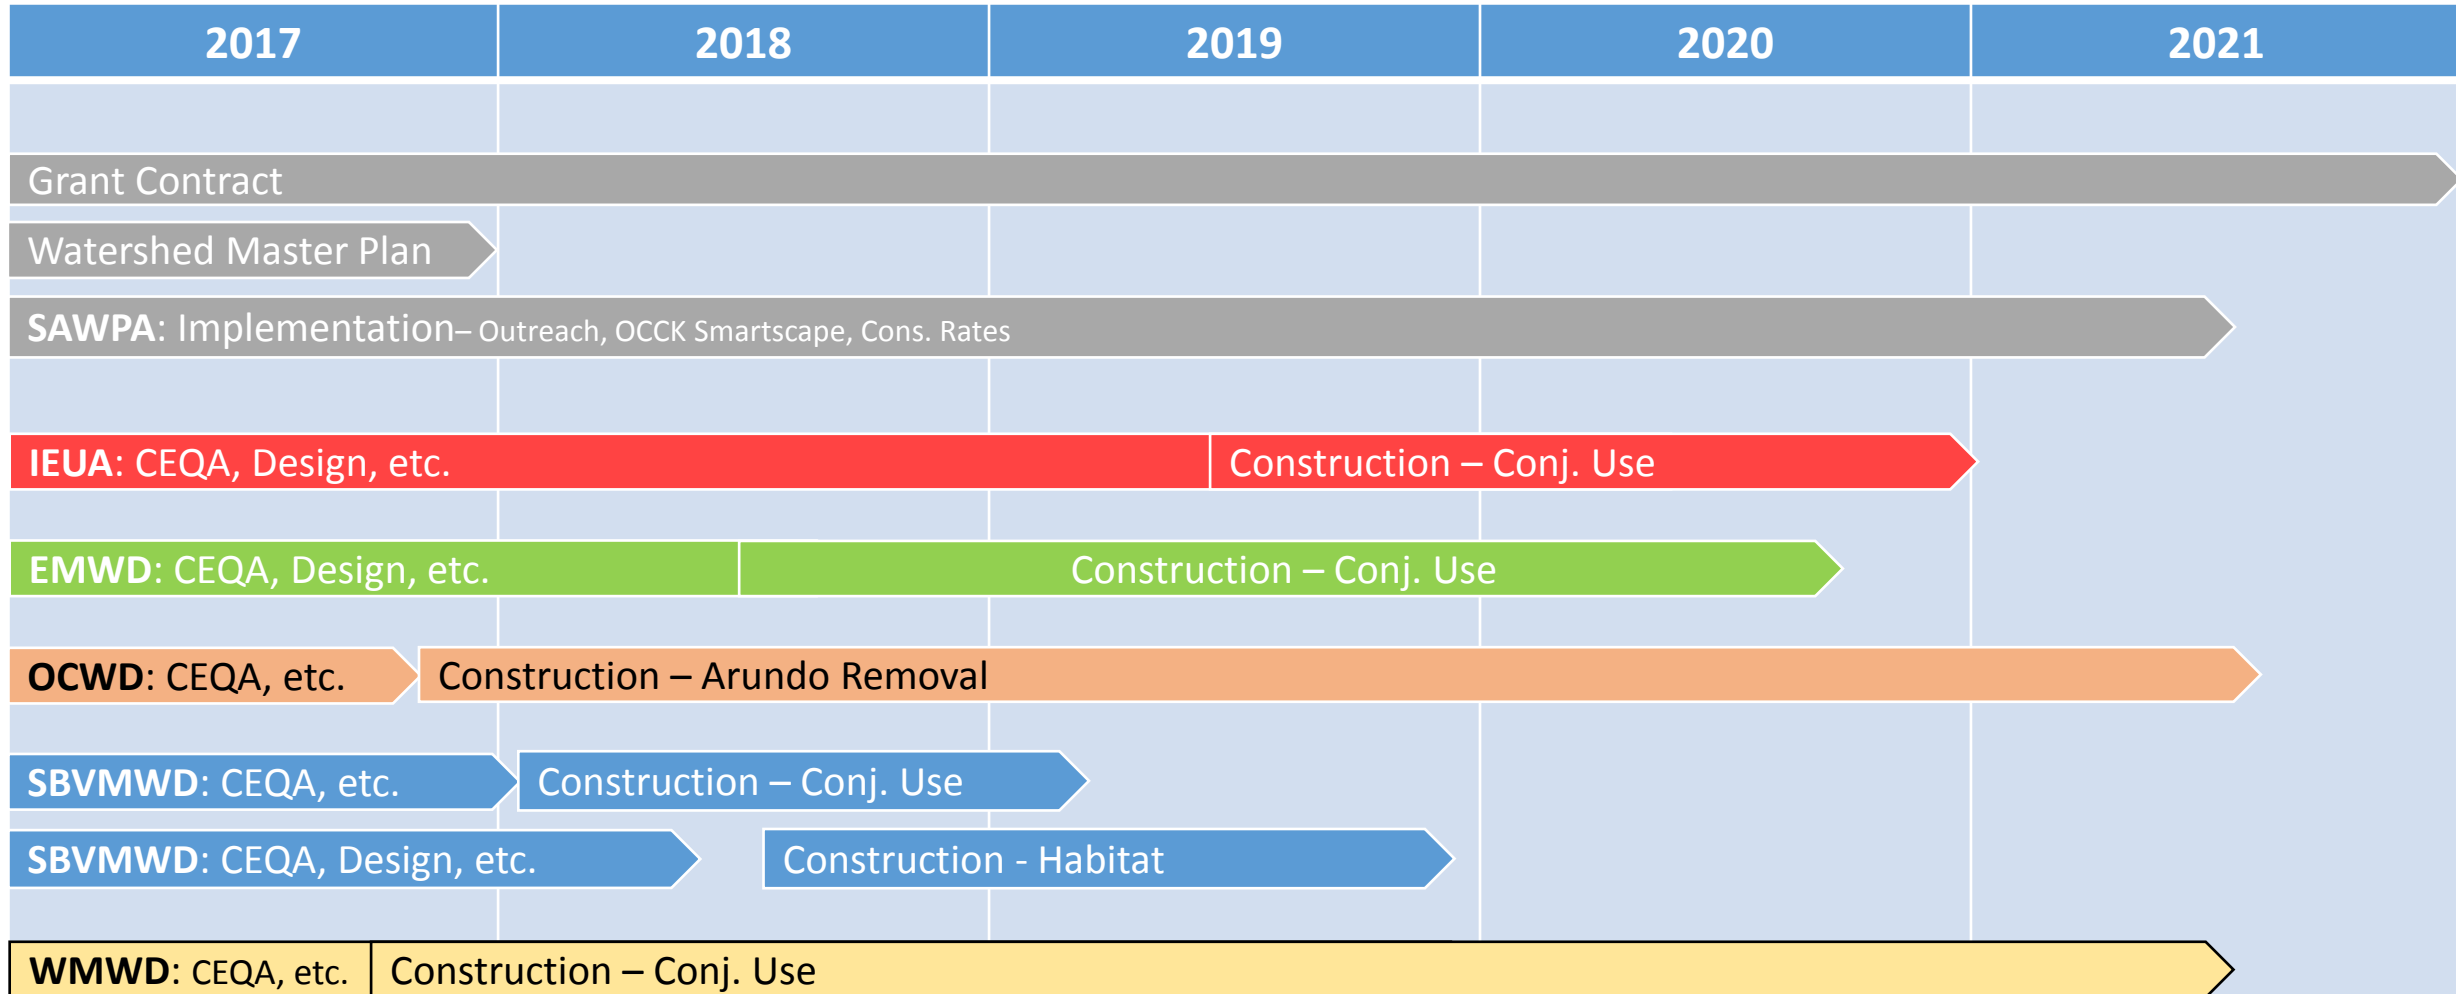 2017 2018 2019 2020 2021
Grant Contract
Watershed Master Plan
SAWPA: Implementation– Outreach, OCCK Smartscape, Cons. Rates
IEUA: CEQA, Design, etc. Construction – Conj. Use
EMWD: CEQA, Design, etc. Construction – Conj. Use
OCWD: CEQA, etc. Construction – Arundo Removal
SBVMWD: CEQA, etc. Construction – Conj. Use
SBVMWD: CEQA, Design, etc. Construction - Habitat
WMWD: CEQA, etc. Construction – Conj. Use